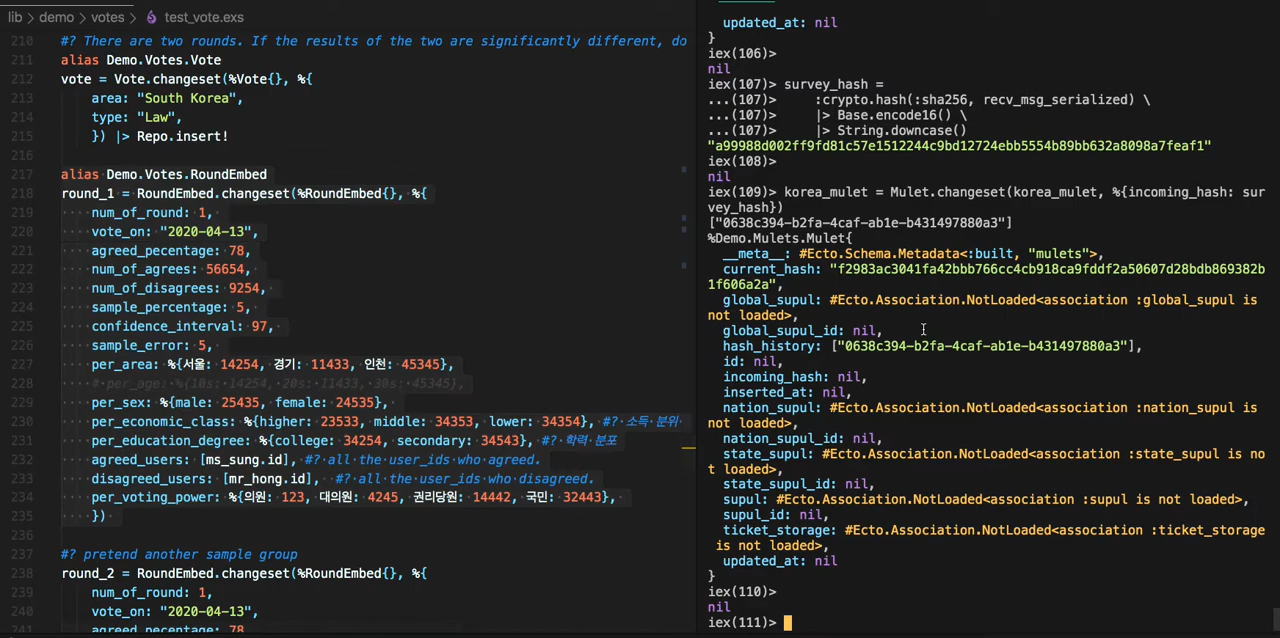 lib > demo > votes > test_vote.exs
210 #? There are two rounds. If the results of the two are significantly different, do
211 alias Demo.Votes.Vote
212 vote = Vote.changeset(%Vote{}, %{
213 area: "South Korea",
214 type: "Law",
215 }) |> Repo.insert!
216
217 alias Demo.Votes.RoundEmbed
218 round_1 = RoundEmbed.changeset(%RoundEmbed{}, %{
219 num_of_round: 1,
220 vote_on: "2020-04-13",
221 agreed_pecentage: 78,
222 num_of_agrees: 56654,
223 num_of_disagrees: 9254,
224 sample_percentage: 5,
225 confidence_interval: 97,
226 sample_error: 5,
227 per_area: %{서울: 14254, 경기: 11433, 인천: 45345},
228 # per_age: %{10s: 14254, 20s: 11433, 30s: 45345},
229 per_sex: %{male: 25435, female: 24535},
230 per_economic_class: %{higher: 23533, middle: 34353, lower: 34354}, #? 소득 분위
231 per_education_degree: %{college: 34254, secondary: 34543}, #? 학력 분포
232 agreed_users: [ms_sung.id], #? all the user_ids who agreed.
233 disagreed_users: [mr_hong.id], #? all the user_ids who disagreed.
234 per_voting_power: %{의원: 123, 대의원: 4245, 권리당원: 14442, 국민: 32443},
235 })
236
237 #? pretend another sample group
238 round_2 = RoundEmbed.changeset(%RoundEmbed{}, %{
239 num_of_round: 1,
240 vote_on: "2020-04-13",
241 agreed_pecentage: 78
updated_at: nil
}
iex(106)>
nil
iex(107)> survey_hash =
...(107)> :crypto.hash(:sha256, recv_msg_serialized) \
...(107)> |> Base.encode16() \
...(107)> |> String.downcase()
"a99988d002ff9fd81c57e1512244c9bd12724ebb5554b89bb632a8098a7feaf1"
iex(108)>
nil
iex(109)> korea_mulet = Mulet.changeset(korea_mulet, %{incoming_hash: sur
vey_hash})
["0638c394-b2fa-4caf-ab1e-b431497880a3"]
%Demo.Mulets.Mulet{
__meta__: #Ecto.Schema.Metadata<:built, "mulets">,
current_hash: "f2983ac3041fa42bbb766cc4cb918ca9fddf2a50607d28bdb869382b
1f606a2a",
global_supul: #Ecto.Association.NotLoaded<association :global_supul is
not loaded>,
global_supul_id: nil,
hash_history: ["0638c394-b2fa-4caf-ab1e-b431497880a3"],
id: nil,
incoming_hash: nil,
inserted_at: nil,
nation_supul: #Ecto.Association.NotLoaded<association :nation_supul is
not loaded>,
nation_supul_id: nil,
state_supul: #Ecto.Association.NotLoaded<association :state_supul is no
t loaded>,
state_supul_id: nil,
supul: #Ecto.Association.NotLoaded<association :supul is not loaded>,
supul_id: nil,
ticket_storage: #Ecto.Association.NotLoaded<association :ticket_storage
is not loaded>,
updated_at: nil
}
iex(110)>
nil
iex(111)>